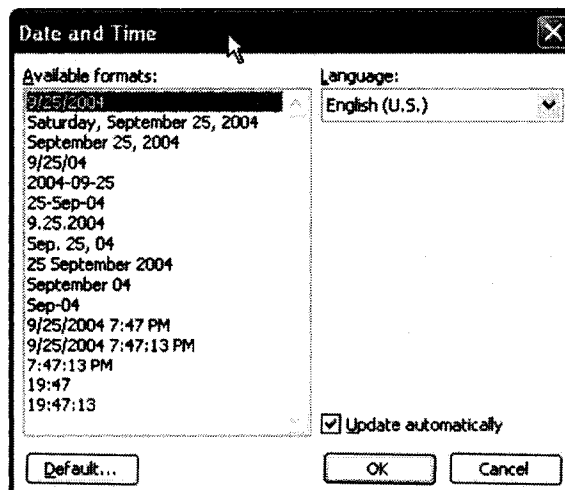 Date and Time
Available formats:
Language:
9/25/2004
English (U.S.)
Saturday, September 25, 2004
September 25, 2004
9/25/04
2004-09-25
25-Sep-04
9.25.2004
Sep. 25, 04
25 September 2004
September 04
Sep-04
9/25/2004 7:47 PM
9/25/2004 7:47:13 PM
7:47:13 PM
19:47
19:47:13
Update automatically
Default...
OK
Cancel